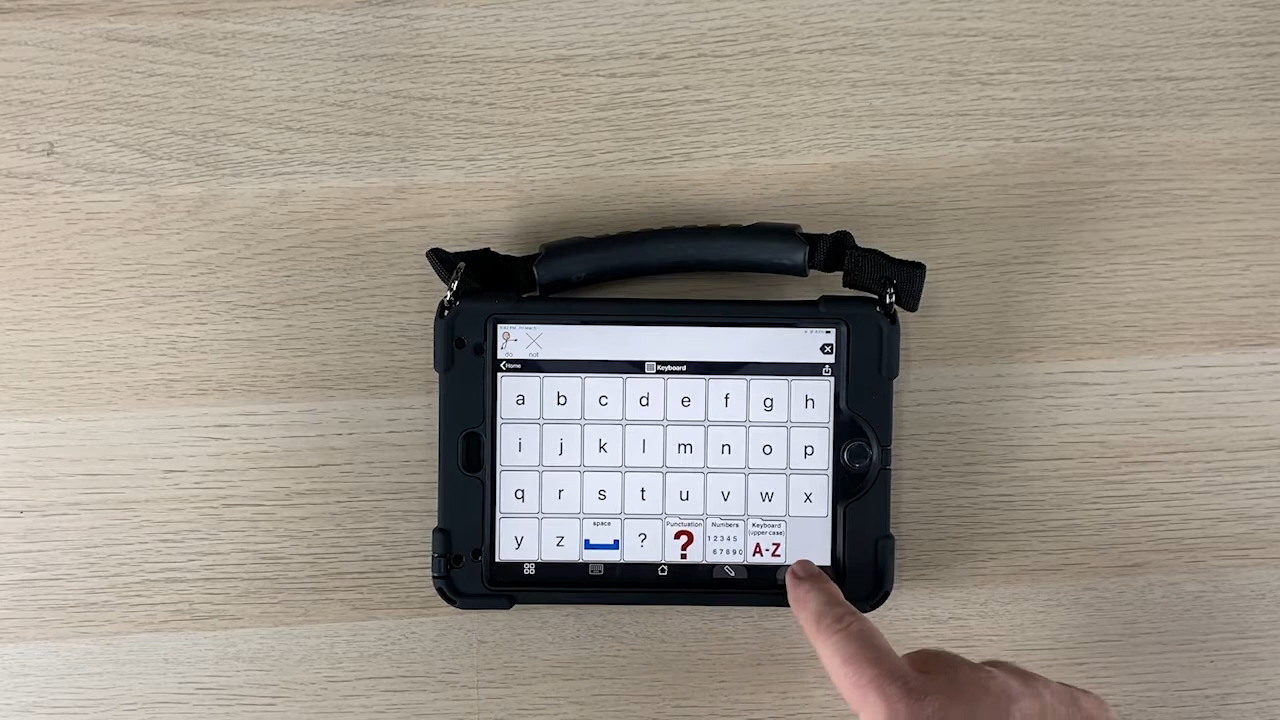 do not
Home Keyboard
a b c d e f g h
i j k l m n o p
q r s t u v w x
y z space ? Punctuation ? Numbers 1 2 3 4 5 6 7 8 9 0 Keyboard (upper case) A-Z